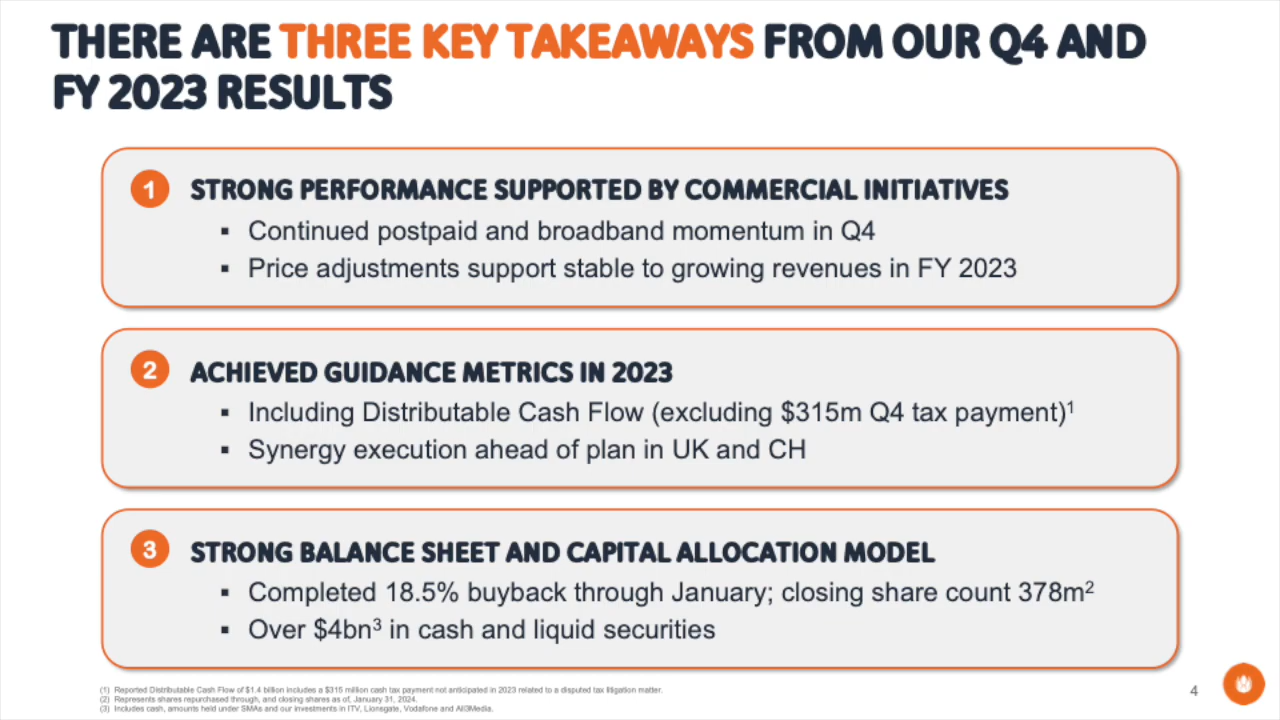 THERE ARE THREE KEY TAKEAWAYS FROM OUR Q4 AND
FY 2023 RESULTS
1 STRONG PERFORMANCE SUPPORTED BY COMMERCIAL INITIATIVES
▪ Continued postpaid and broadband momentum in Q4
▪ Price adjustments support stable to growing revenues in FY 2023
2 ACHIEVED GUIDANCE METRICS IN 2023
▪ Including Distributable Cash Flow (excluding $315m Q4 tax payment)¹
▪ Synergy execution ahead of plan in UK and CH
3 STRONG BALANCE SHEET AND CAPITAL ALLOCATION MODEL
▪ Completed 18.5% buyback through January; closing share count 378m²
▪ Over $4bn³ in cash and liquid securities
(1) Reported Distributable Cash Flow of $1.4 billion includes a $315 million cash tax payment not anticipated in 2023 related to a disputed tax litigation matter.
(2) Represents shares repurchased through, and closing shares as of, January 31, 2024.
(3) Includes cash, amounts held under SMAs and our investments in ITV, Lionsgate, Vodafone and All3Media.
4